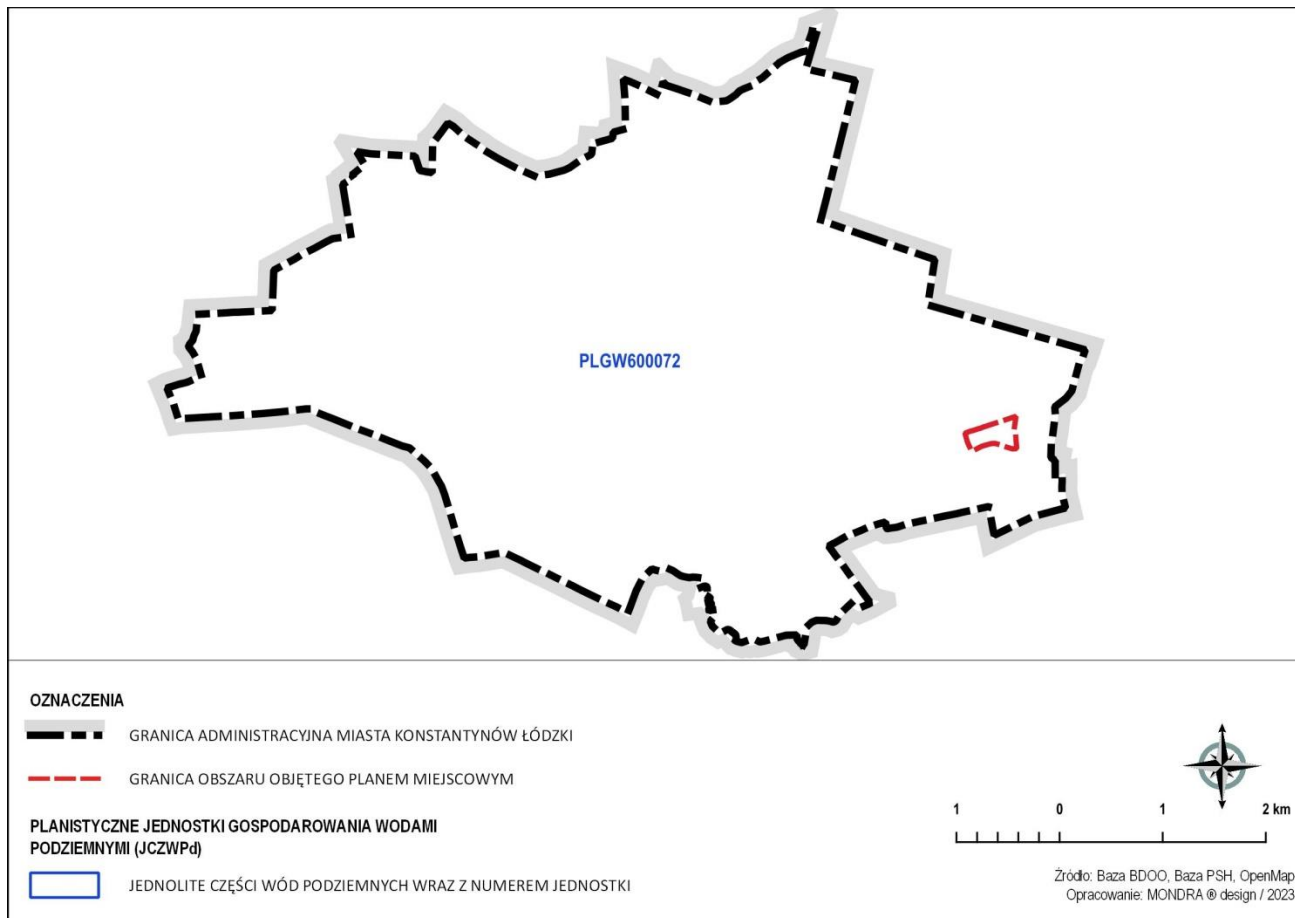 PLGW600072
OZNACZENIA
GRANICA ADMINISTRACYJNA MIASTA KONSTANTYNÓW ŁÓDZKI
GRANICA OBSZARU OBJĘTEGO PLANEM MIEJSCOWYM
PLANISTYCZNE JEDNOSTKI GOSPODAROWANIA WODAMI
PODZIEMNYMI (JCZWPd)
JEDNOLITE CZĘŚCI WÓD PODZIEMNYCH WRAZ Z NUMEREM JEDNOSTKI
1 0 1 2 km
Źródło: Baza BDOO, Baza PSH, OpenMap
Opracowanie: MONDRA ® design / 2023